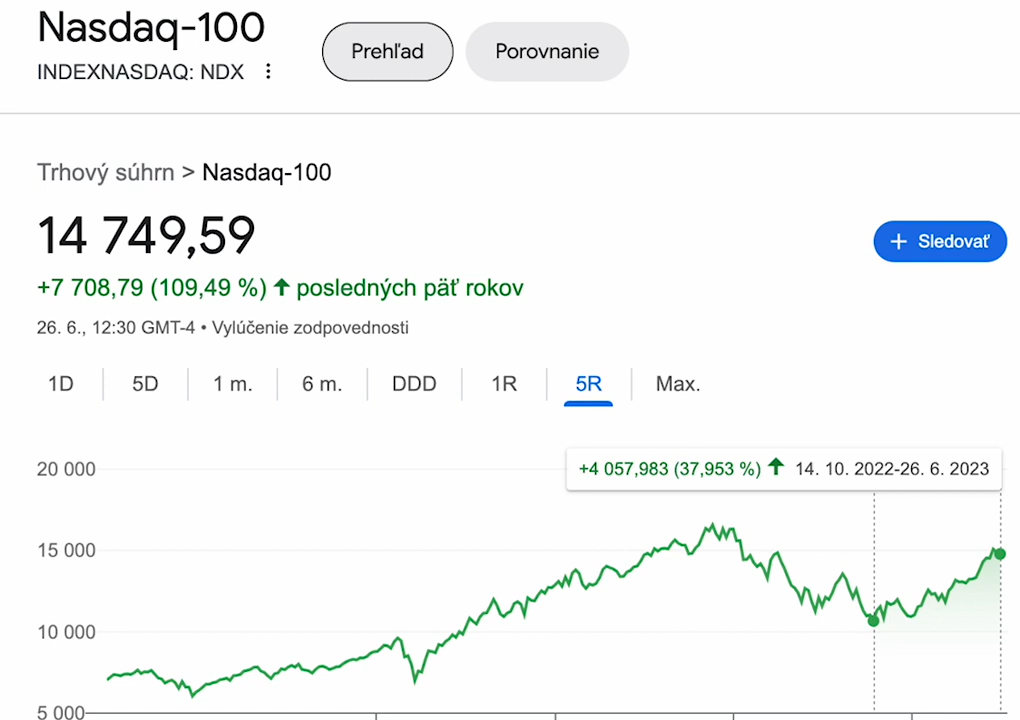 Nasdaq-100
INDEXNASDAQ: NDX
Prehľad
Porovnanie
Trhový súhrn > Nasdaq-100
14 749,59
+ Sledovať
+7 708,79 (109,49 %) ↑ posledných päť rokov
26. 6., 12:30 GMT-4 • Vylúčenie zodpovednosti
1D 5D 1 m. 6 m. DDD 1R 5R Max.
+4 057,983 (37,953 %) ↑ 14. 10. 2022-26. 6. 2023
20 000
15 000
10 000
5 000